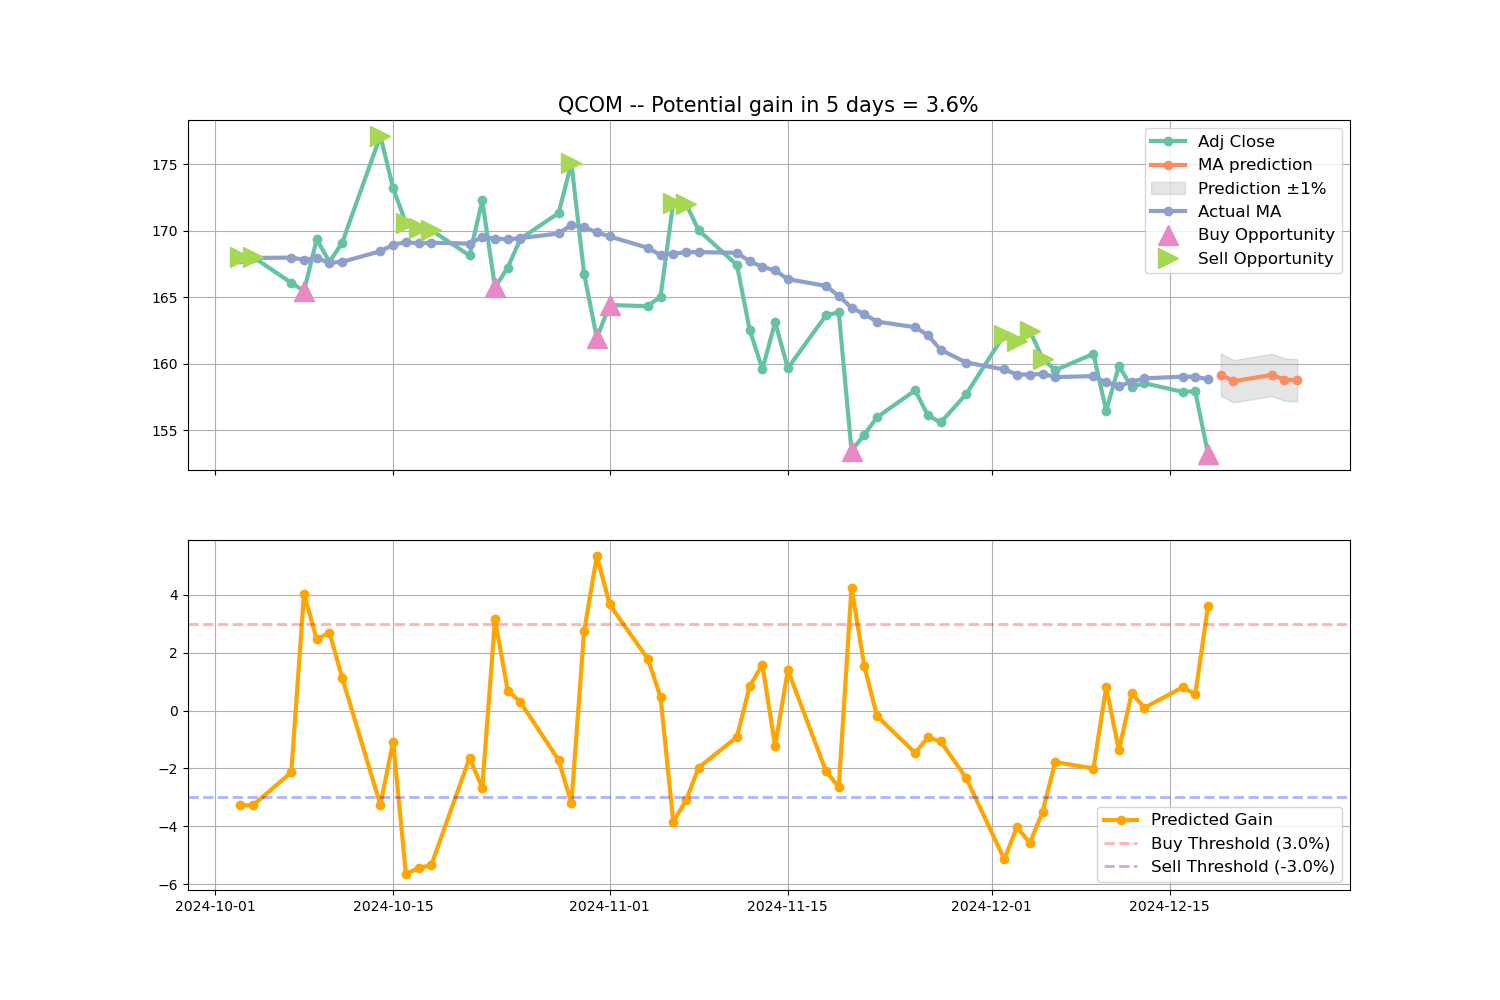 QCOM -- Potential gain in 5 days = 3.6%
175
170
165
160
155
Adj Close
MA prediction
Prediction ±1%
Actual MA
Buy Opportunity
Sell Opportunity
4
2
0
−2
−4
−6
Predicted Gain
Buy Threshold (3.0%)
Sell Threshold (-3.0%)
2024-10-01 2024-10-15 2024-11-01 2024-11-15 2024-12-01 2024-12-15